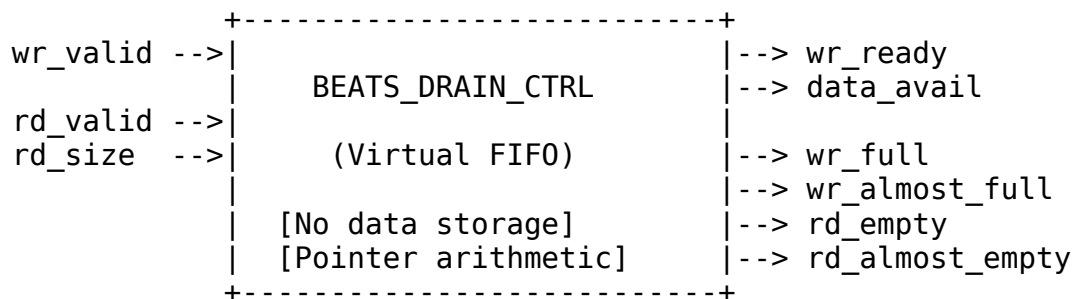 wr_valid --> --> wr_ready
BEATS_DRAIN_CTRL --> data_avail
rd_valid -->
rd_size --> (Virtual FIFO) --> wr_full
--> wr_almost_full
[No data storage] --> rd_empty
[Pointer arithmetic] --> rd_almost_empty